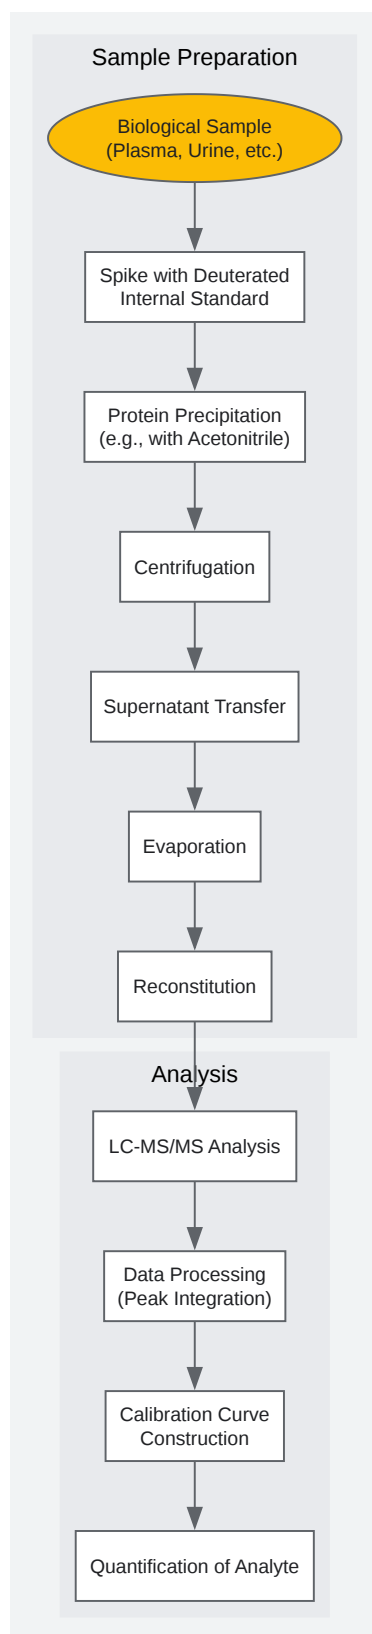 Sample Preparation
Biological Sample
(Plasma, Urine, etc.)
Spike with Deuterated
Internal Standard
Protein Precipitation
(e.g., with Acetonitrile)
Centrifugation
Supernatant Transfer
Evaporation
Reconstitution
Analysis
LC-MS/MS Analysis
Data Processing
(Peak Integration)
Calibration Curve
Construction
Quantification of Analyte